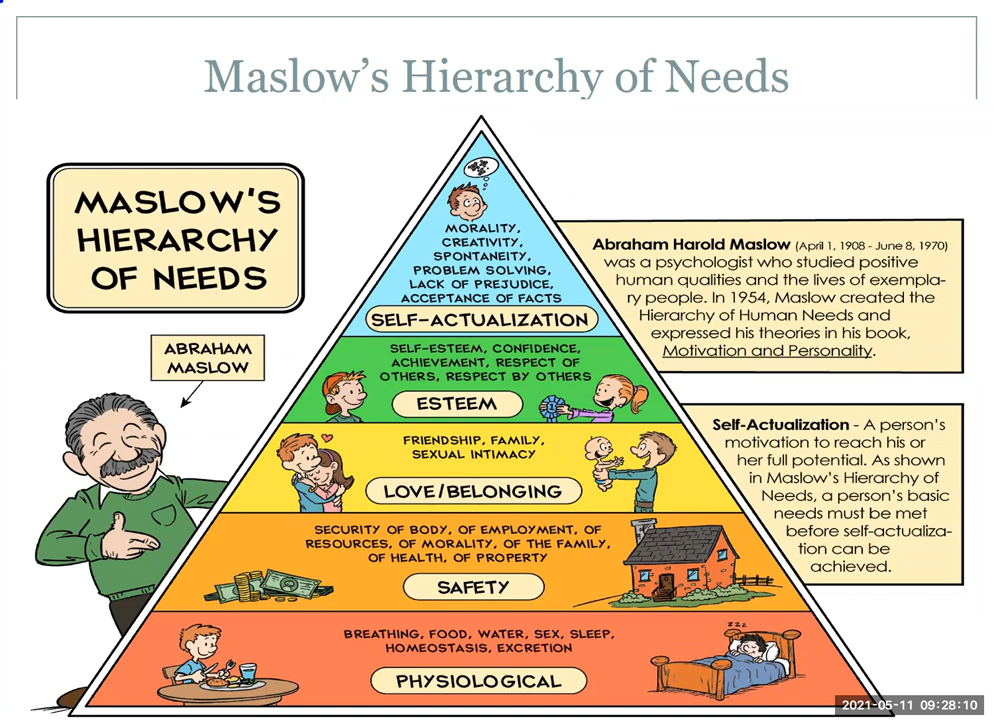 Maslow's Hierarchy of Needs
MASLOW'S
HIERARCHY
OF NEEDS
ABRAHAM
MASLOW
MORALITY,
CREATIVITY,
SPONTANEITY,
PROBLEM SOLVING,
LACK OF PREJUDICE,
ACCEPTANCE OF FACTS
SELF-ACTUALIZATION
SELF-ESTEEM, CONFIDENCE,
ACHIEVEMENT, RESPECT OF
OTHERS, RESPECT BY OTHERS
ESTEEM
1
FRIENDSHIP, FAMILY,
SEXUAL INTIMACY
LOVE/BELONGING
SECURITY OF BODY, OF EMPLOYMENT, OF
RESOURCES, OF MORALITY, OF THE FAMILY,
OF HEALTH, OF PROPERTY
SAFETY
BREATHING, FOOD, WATER, SEX, SLEEP,
HOMEOSTASIS, EXCRETION
PHYSIOLOGICAL
zzz
Abraham Harold Maslow (April 1, 1908 - June 8, 1970)
was a psychologist who studied positive
human qualities and the lives of exempla-
ry people. In 1954, Maslow created the
Hierarchy of Human Needs and
expressed his theories in his book,
Motivation and Personality.
Self-Actualization - A person's
motivation to reach his or
her full potential. As shown
in Maslow's Hierarchy of
Needs, a person's basic
needs must be met
before self-actualiza-
tion can be
achieved.
2021-05-11 09:28:10